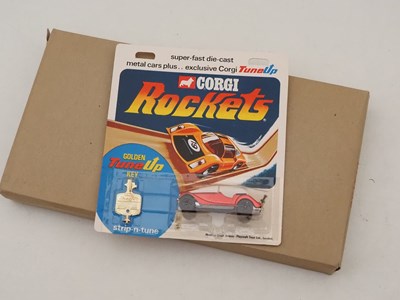 super-fast die-cast
metal cars plus.. exclusive Corgi TuneUp
CORGI
Rockets
GOLDEN
TuneUp
KEY
strip-n-tune